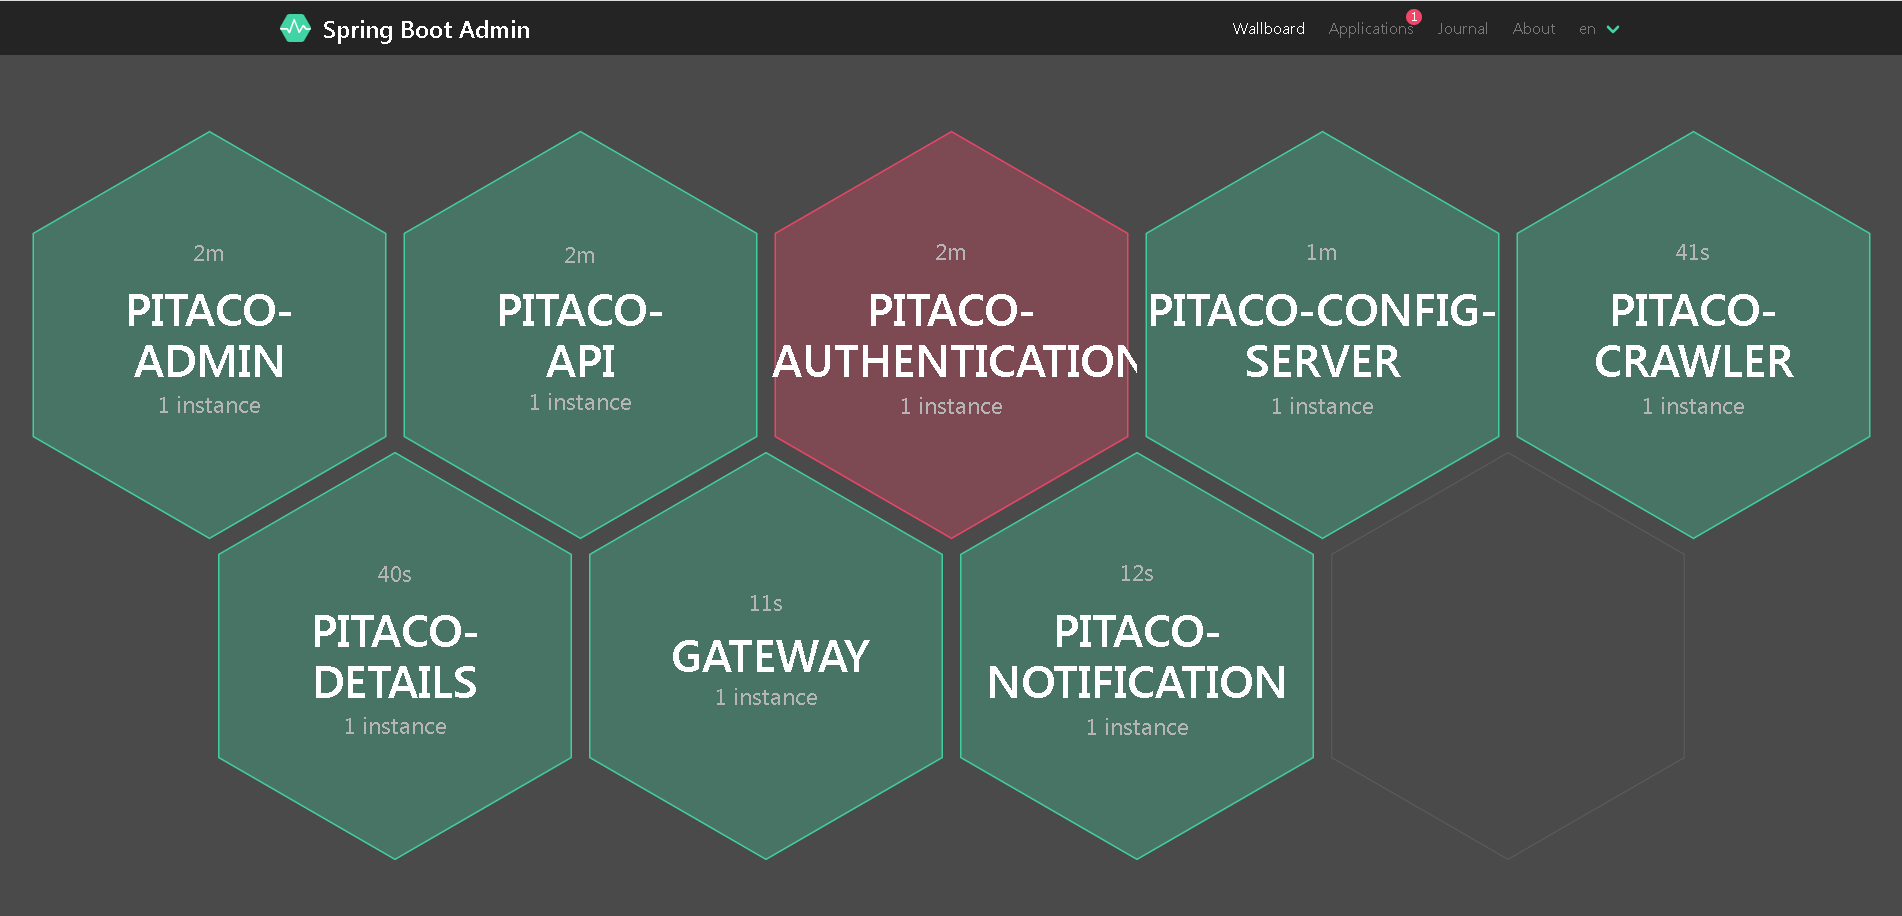 Spring Boot Admin
Wallboard Applications 1 Journal About en
2m
PITACO-
ADMIN
1 instance
2m
PITACO-
API
1 instance
2m
PITACO-
AUTHENTICATION
1 instance
1m
PITACO-CONFIG-
SERVER
1 instance
41s
PITACO-
CRAWLER
1 instance
40s
PITACO-
DETAILS
1 instance
11s
GATEWAY
1 instance
12s
PITACO-
NOTIFICATION
1 instance